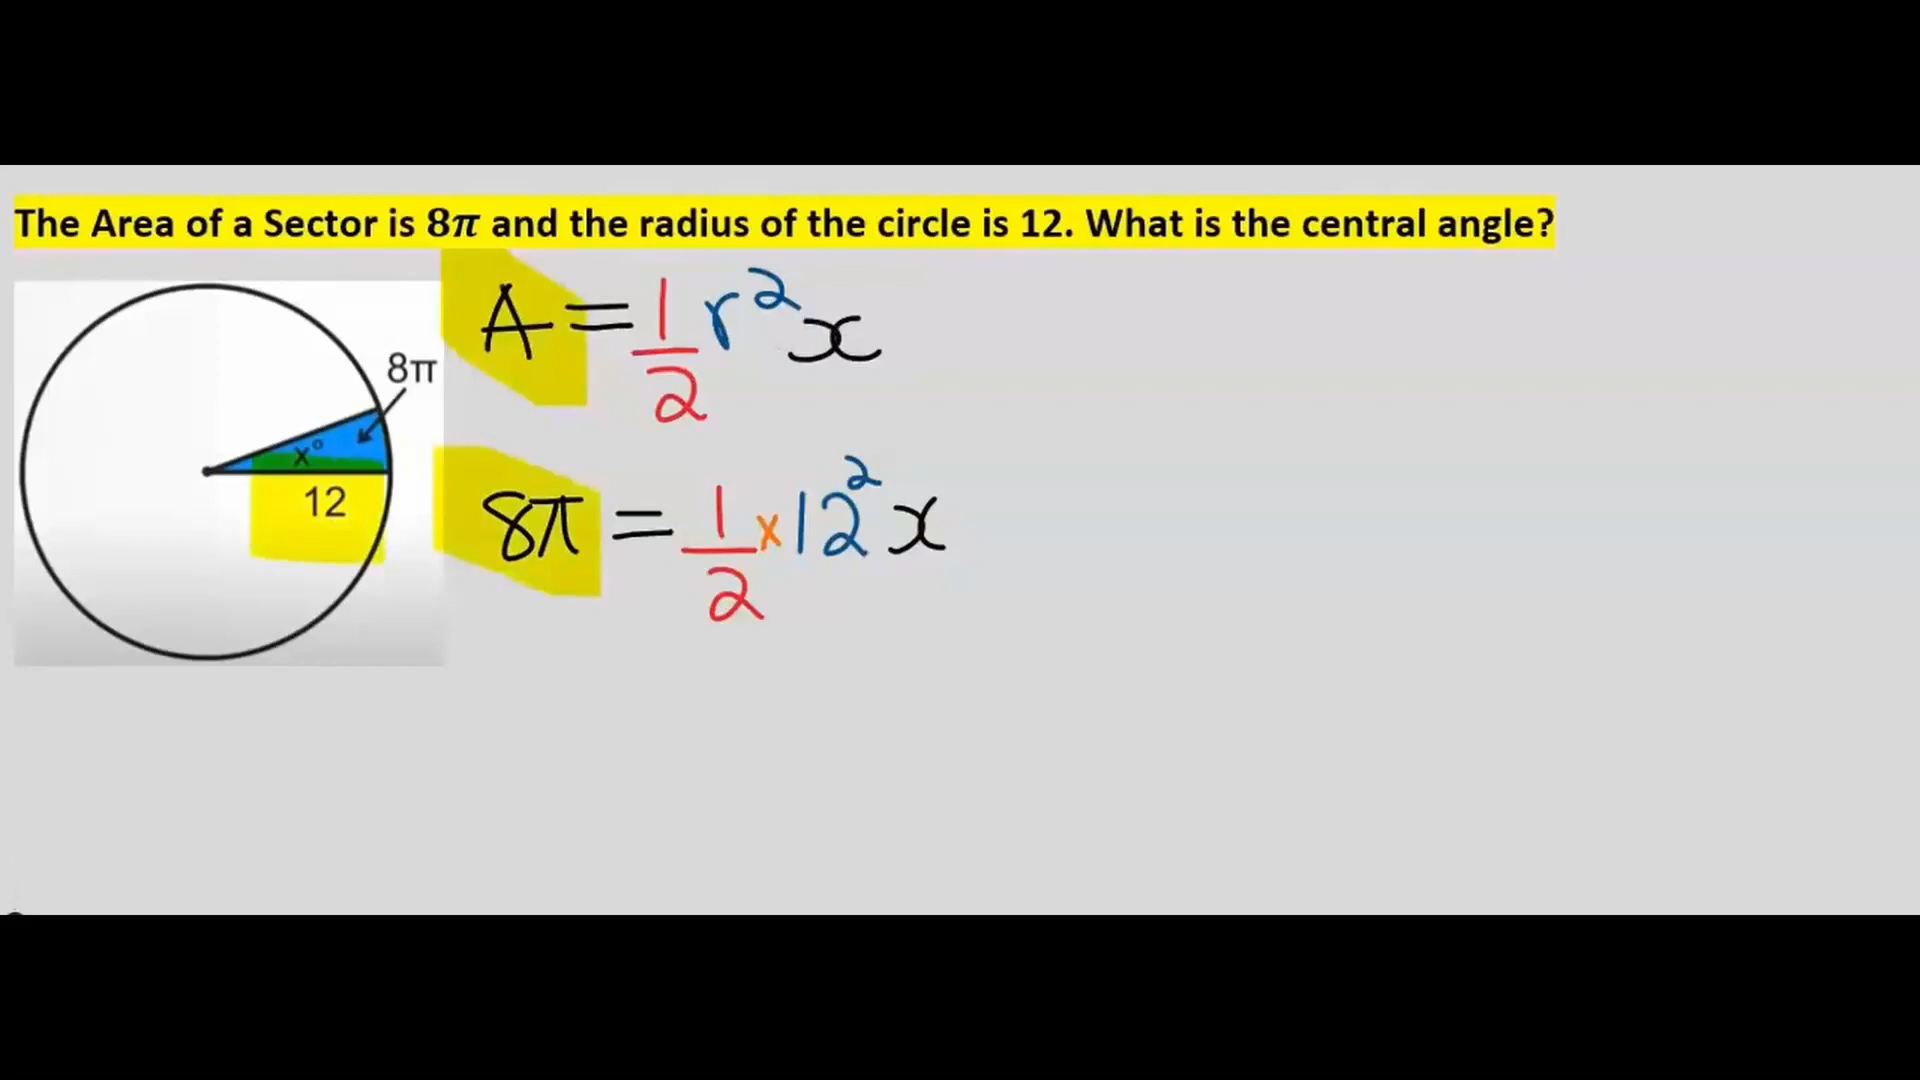 The Area of a Sector is 8π and the radius of the circle is 12. What is the central angle?
A = 1/2 r² x
8π
x°
12
8π = 1/2 × 12² x